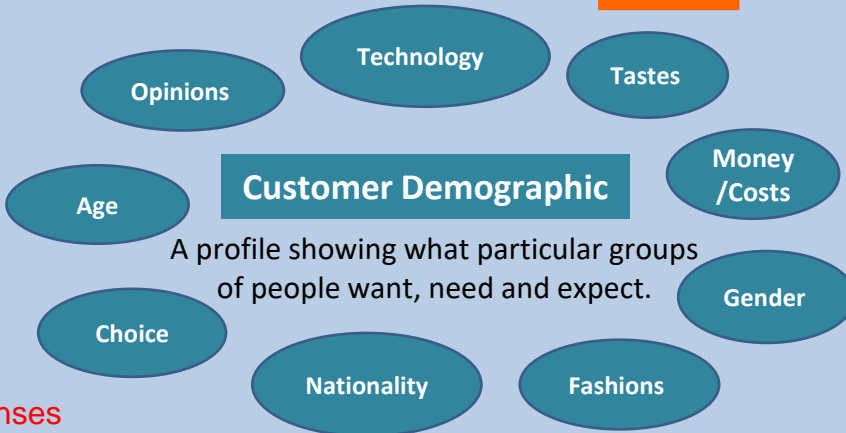 Technology
Opinions
Tastes
Customer Demographic
Money
/Costs
Age
A profile showing what particular groups
of people want, need and expect.
Gender
Choice
Nationality
Fashions